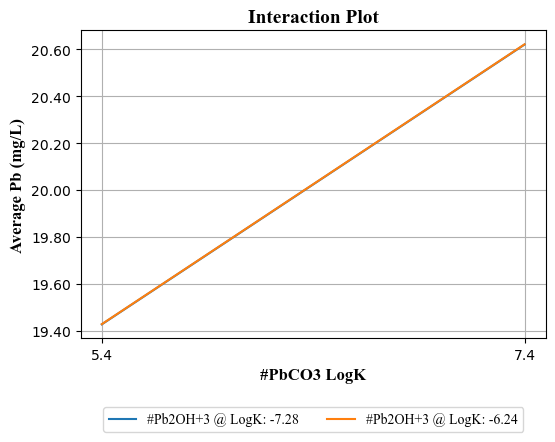 Interaction Plot
20.60
20.40
20.20
20.00
19.80
19.60
19.40
Average Pb (mg/L)
5.4 7.4
#PbCO3 LogK
#Pb2OH+3 @ LogK: -7.28 #Pb2OH+3 @ LogK: -6.24